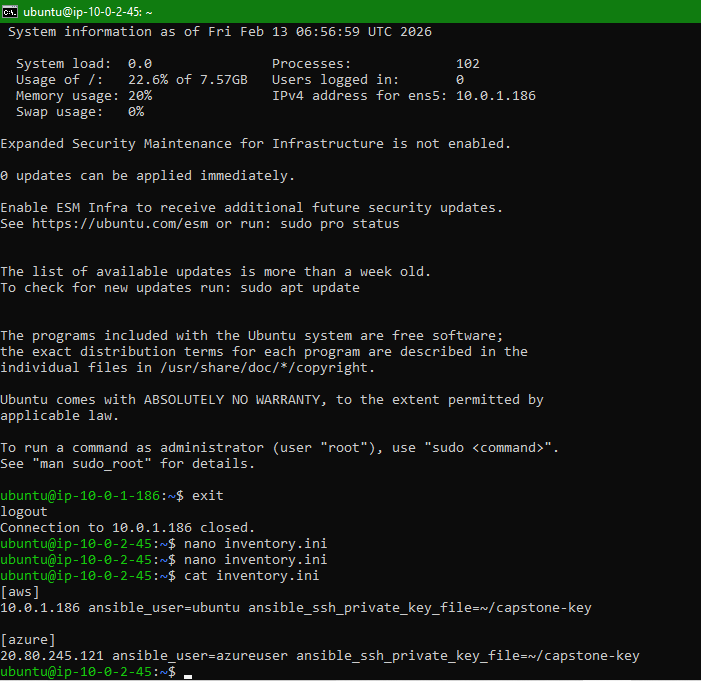 ubuntu@ip-10-0-2-45: ~
System information as of Fri Feb 13 06:56:59 UTC 2026
System load:  0.0                Processes:             102
Usage of /:   22.6% of 7.57GB   Users logged in:       0
Memory usage: 20%               IPv4 address for ens5: 10.0.1.186
Swap usage:   0%
Expanded Security Maintenance for Infrastructure is not enabled.
0 updates can be applied immediately.
Enable ESM Infra to receive additional future security updates.
See https://ubuntu.com/esm or run: sudo pro status
The list of available updates is more than a week old.
To check for new updates run: sudo apt update
The programs included with the Ubuntu system are free software;
the exact distribution terms for each program are described in the
individual files in /usr/share/doc/*/copyright.
Ubuntu comes with ABSOLUTELY NO WARRANTY, to the extent permitted by
applicable law.
To run a command as administrator (user "root"), use "sudo <command>".
See "man sudo_root" for details.
ubuntu@ip-10-0-1-186:~$ exit
logout
Connection to 10.0.1.186 closed.
ubuntu@ip-10-0-2-45:~$ nano inventory.ini
ubuntu@ip-10-0-2-45:~$ nano inventory.ini
ubuntu@ip-10-0-2-45:~$ cat inventory.ini
[aws]
10.0.1.186 ansible_user=ubuntu ansible_ssh_private_key_file=~/capstone-key
[azure]
20.80.245.121 ansible_user=azureuser ansible_ssh_private_key_file=~/capstone-key
ubuntu@ip-10-0-2-45:~$